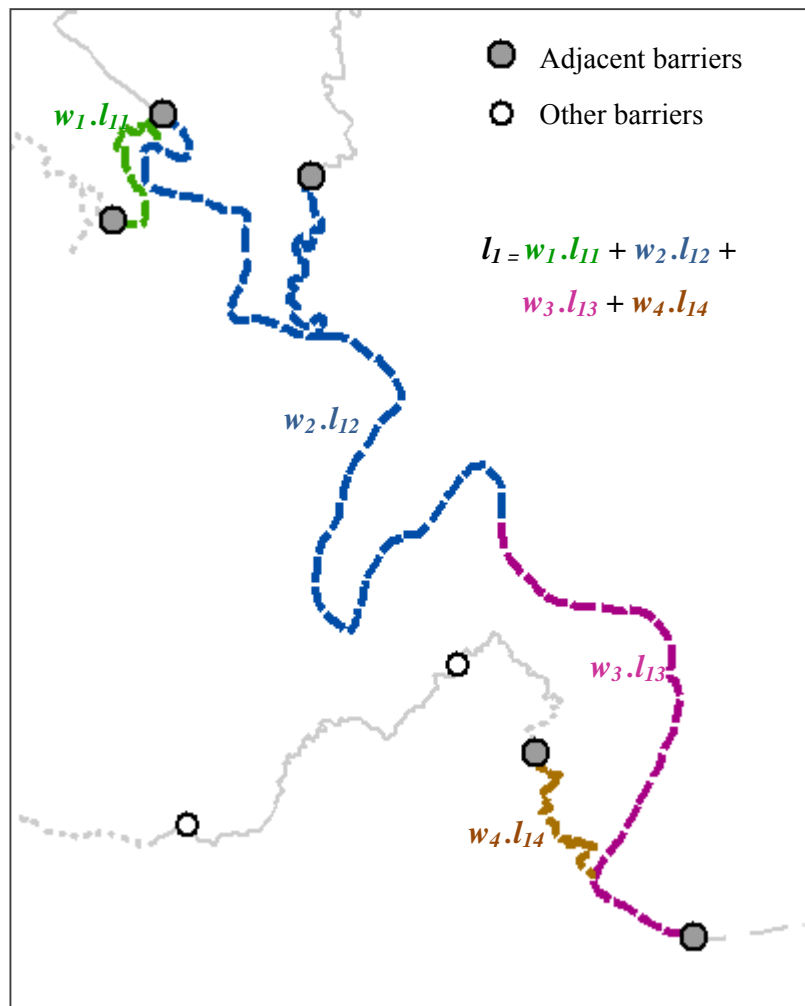 Adjacent barriers
Other barriers
w₁.l₁₁
l₁ = w₁.l₁₁ + w₂.l₁₂ +
w₃.l₁₃ + w₄.l₁₄
w₂.l₁₂
w₃.l₁₃
w₄.l₁₄